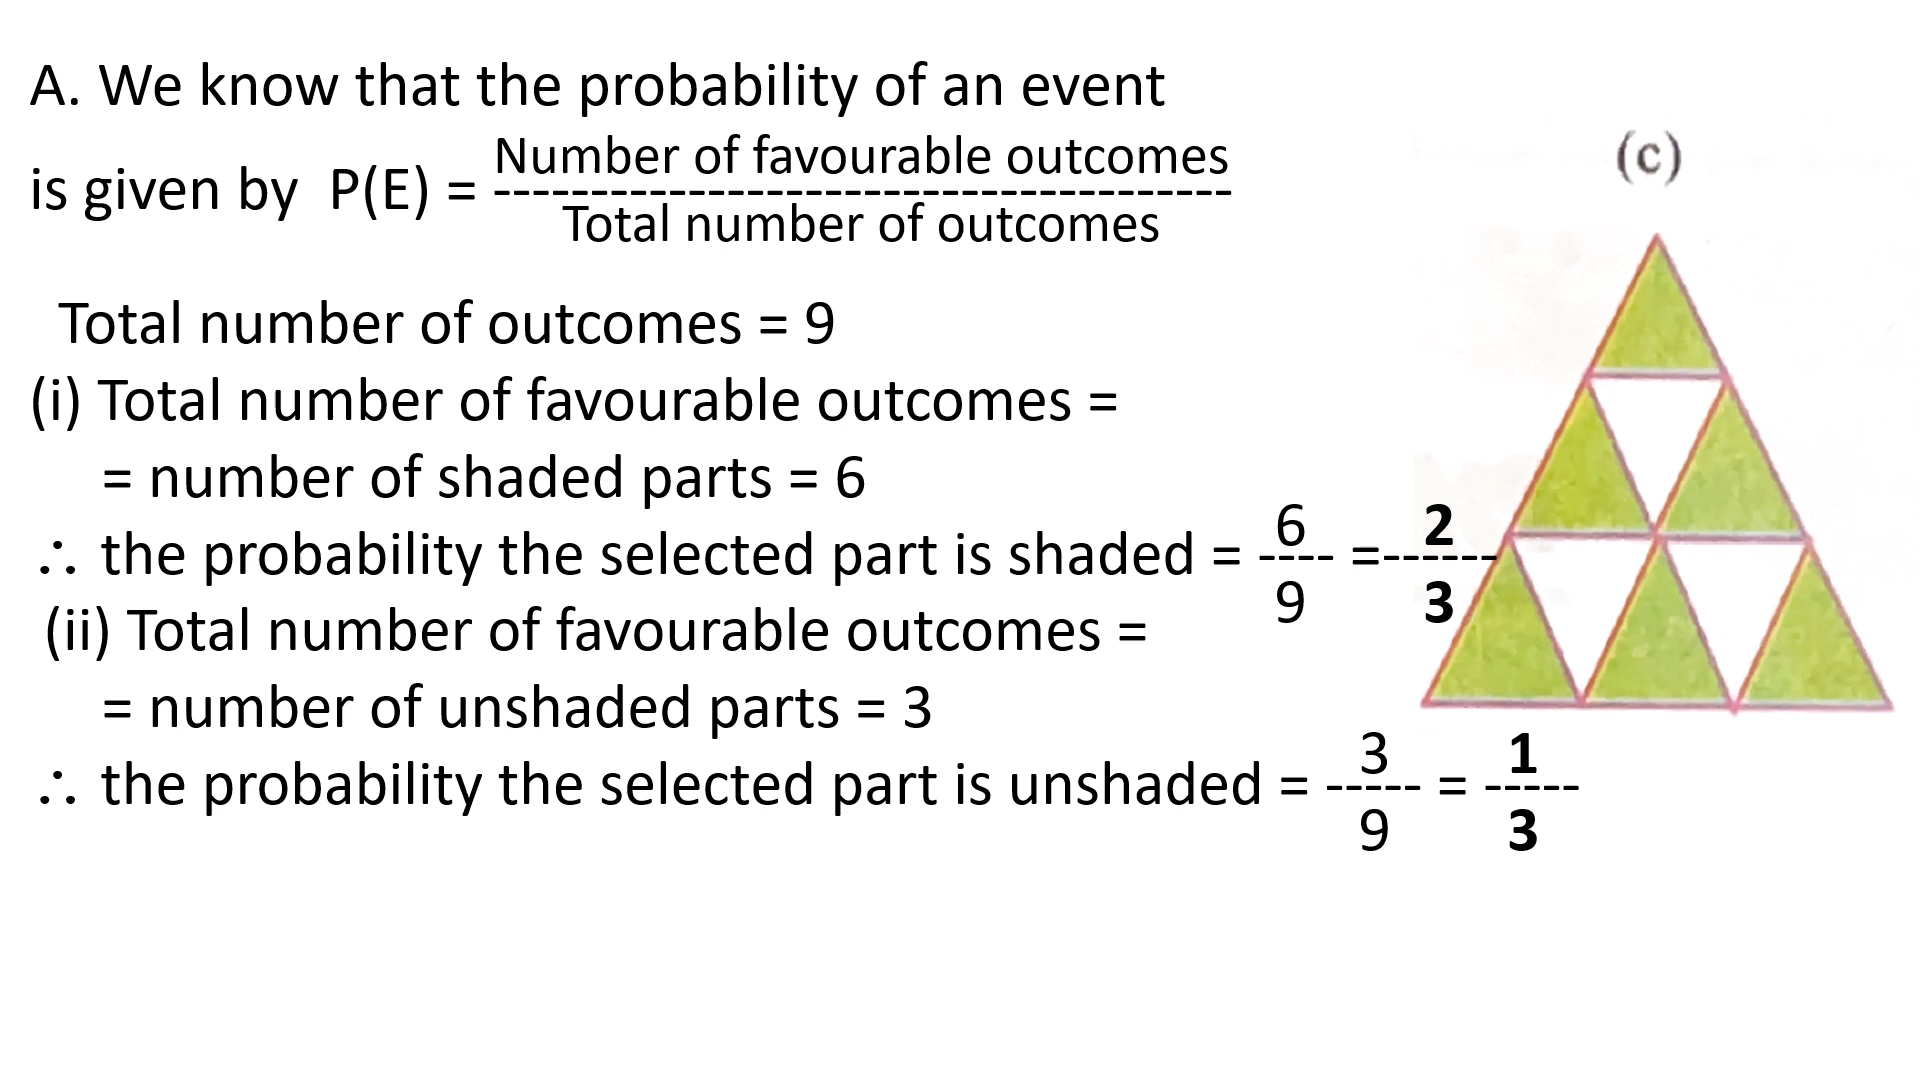 A. We know that the probability of an event
is given by P(E) = Number of favourable outcomes
--------------------------------------
Total number of outcomes
(c)
Total number of outcomes = 9
(i) Total number of favourable outcomes =
= number of shaded parts = 6
∴ the probability the selected part is shaded = 6 ---- 9 = 2 ------ 3
(ii) Total number of favourable outcomes =
= number of unshaded parts = 3
∴ the probability the selected part is unshaded = 3 ----- 9 = 1 ----- 3